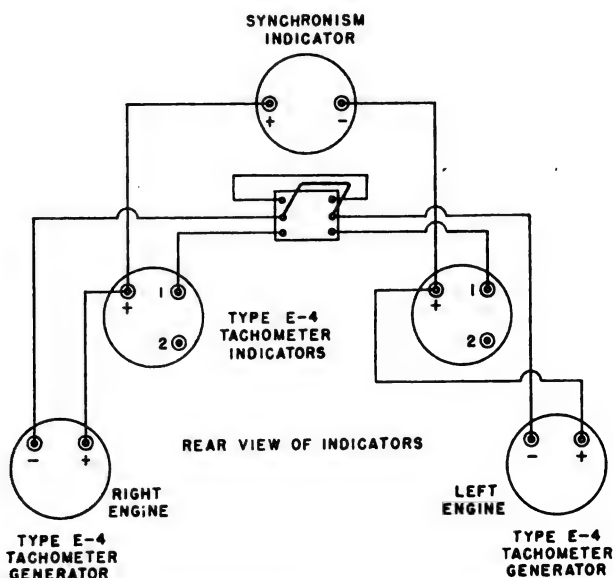 SYNCHRONISM
INDICATOR
+ -
+ 1
2
TYPE E-4
TACHOMETER
INDICATORS
+ 1
2
- +
REAR VIEW OF INDICATORS
- +
RIGHT
ENGINE
LEFT
ENGINE
TYPE E-4
TACHOMETER
GENERATOR
TYPE E-4
TACHOMETER
GENERATOR